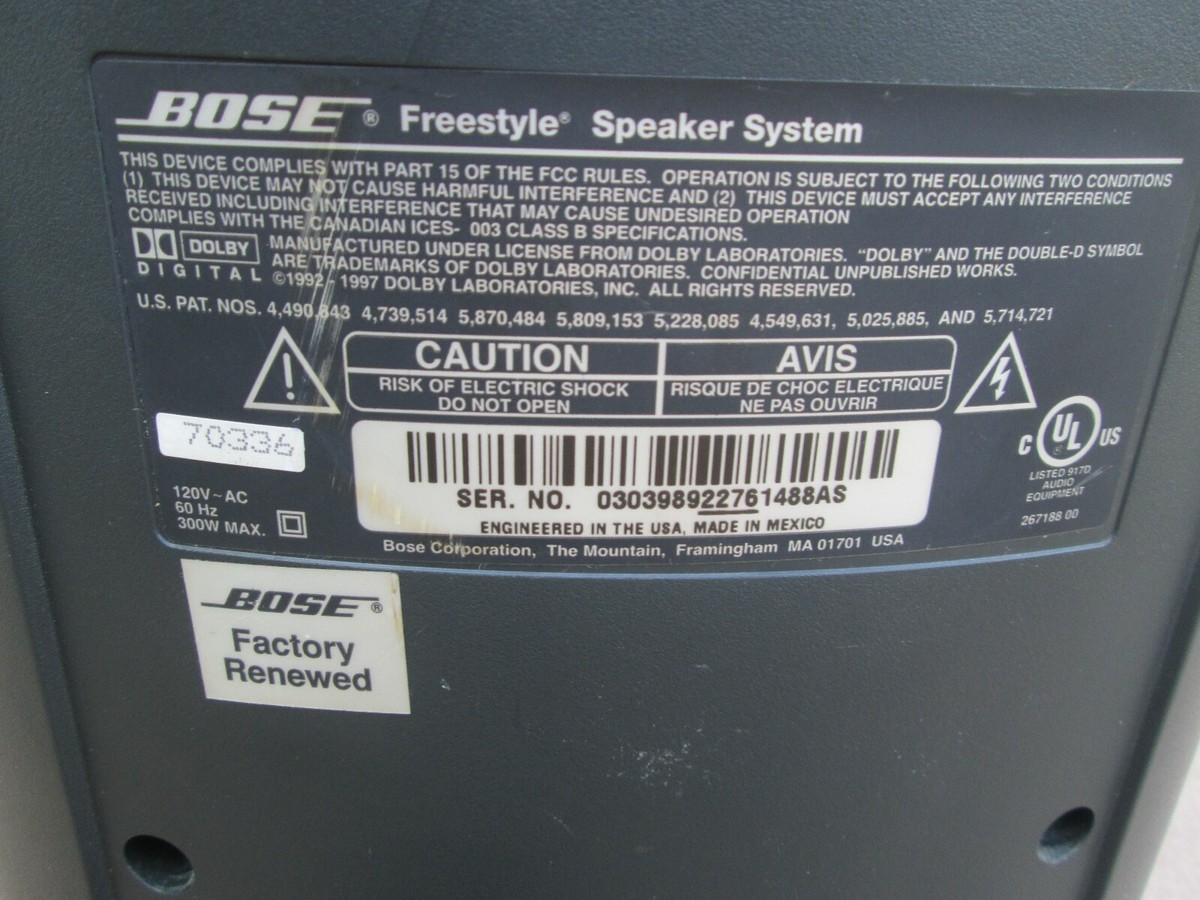 BOSE® Freestyle® Speaker System
THIS DEVICE COMPLIES WITH PART 15 OF THE FCC RULES. OPERATION IS SUBJECT TO THE FOLLOWING TWO CONDITIONS
(1) THIS DEVICE MAY NOT CAUSE HARMFUL INTERFERENCE AND (2) THIS DEVICE MUST ACCEPT ANY INTERFERENCE
RECEIVED INCLUDING INTERFERENCE THAT MAY CAUSE UNDESIRED OPERATION
COMPLIES WITH THE CANADIAN ICES- 003 CLASS B SPECIFICATIONS.
DOLBY
DIGITAL
MANUFACTURED UNDER LICENSE FROM DOLBY LABORATORIES. “DOLBY” AND THE DOUBLE-D SYMBOL
ARE TRADEMARKS OF DOLBY LABORATORIES. CONFIDENTIAL UNPUBLISHED WORKS.
©1992 - 1997 DOLBY LABORATORIES, INC. ALL RIGHTS RESERVED.
U.S. PAT. NOS. 4,490,843 4,739,514 5,870,484 5,809,153 5,228,085 4,549,631, 5,025,885, AND 5,714,721
CAUTION
RISK OF ELECTRIC SHOCK
DO NOT OPEN
AVIS
RISQUE DE CHOC ELECTRIQUE
NE PAS OUVRIR
70336
120V~AC
60 Hz
300W MAX.
SER. NO. 030398922761488AS
ENGINEERED IN THE USA, MADE IN MEXICO
C UL US
LISTED 917D
AUDIO
EQUIPMENT
267188 00
Bose Corporation, The Mountain, Framingham MA 01701 USA
BOSE®
Factory
Renewed